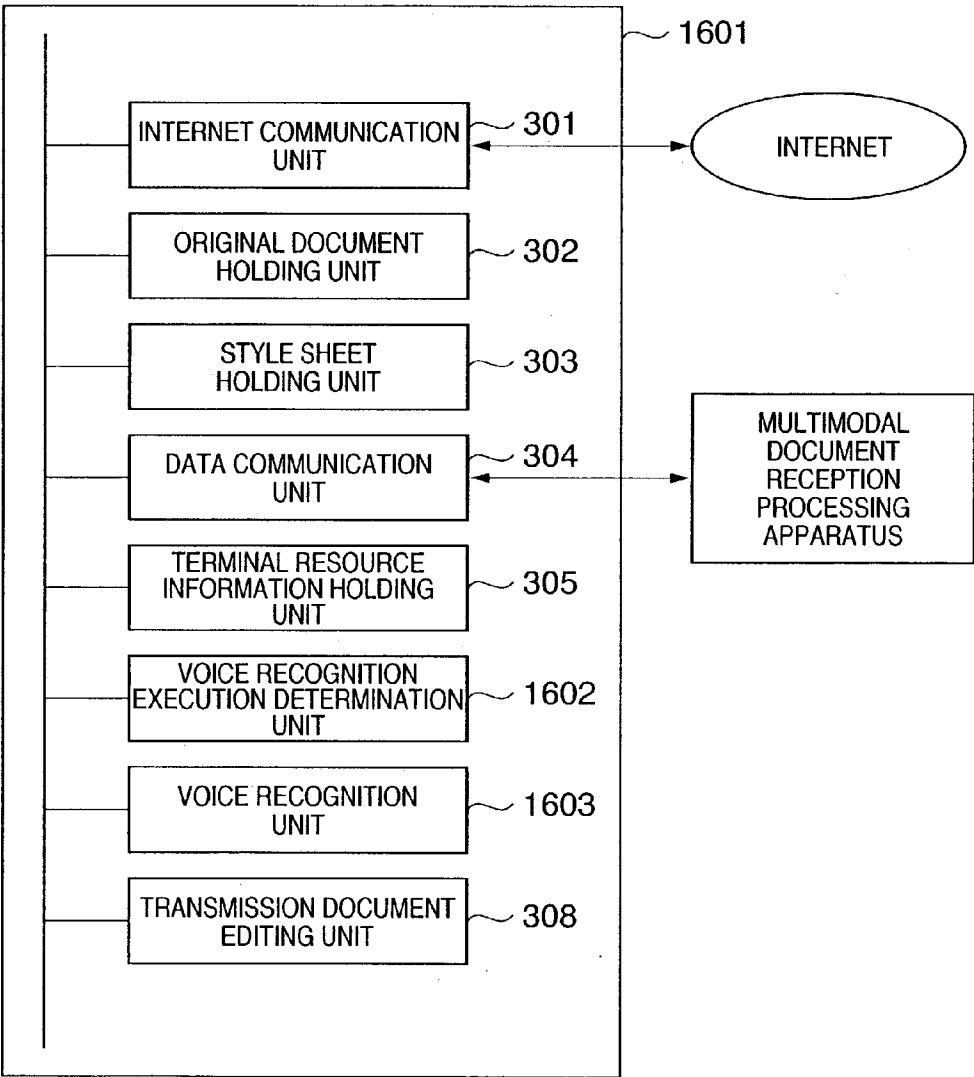 1601
INTERNET COMMUNICATION
UNIT
301
INTERNET
ORIGINAL DOCUMENT
HOLDING UNIT
302
STYLE SHEET
HOLDING UNIT
303
DATA COMMUNICATION
UNIT
304
MULTIMODAL
DOCUMENT
RECEPTION
PROCESSING
APPARATUS
TERMINAL RESOURCE
INFORMATION HOLDING
UNIT
305
VOICE RECOGNITION
EXECUTION DETERMINATION
UNIT
1602
VOICE RECOGNITION
UNIT
1603
TRANSMISSION DOCUMENT
EDITING UNIT
308